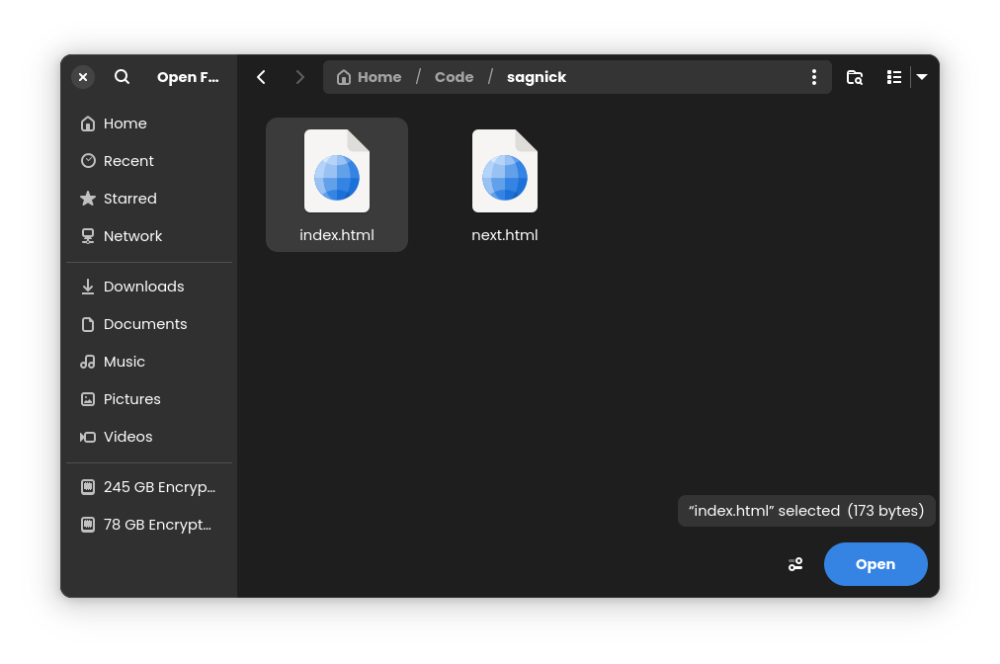 Open F...
Home / Code / sagnick
Home
Recent
Starred
Network
Downloads
Documents
Music
Pictures
Videos
245 GB Encryp...
78 GB Encrypt...
index.html
next.html
“index.html” selected (173 bytes)
Open